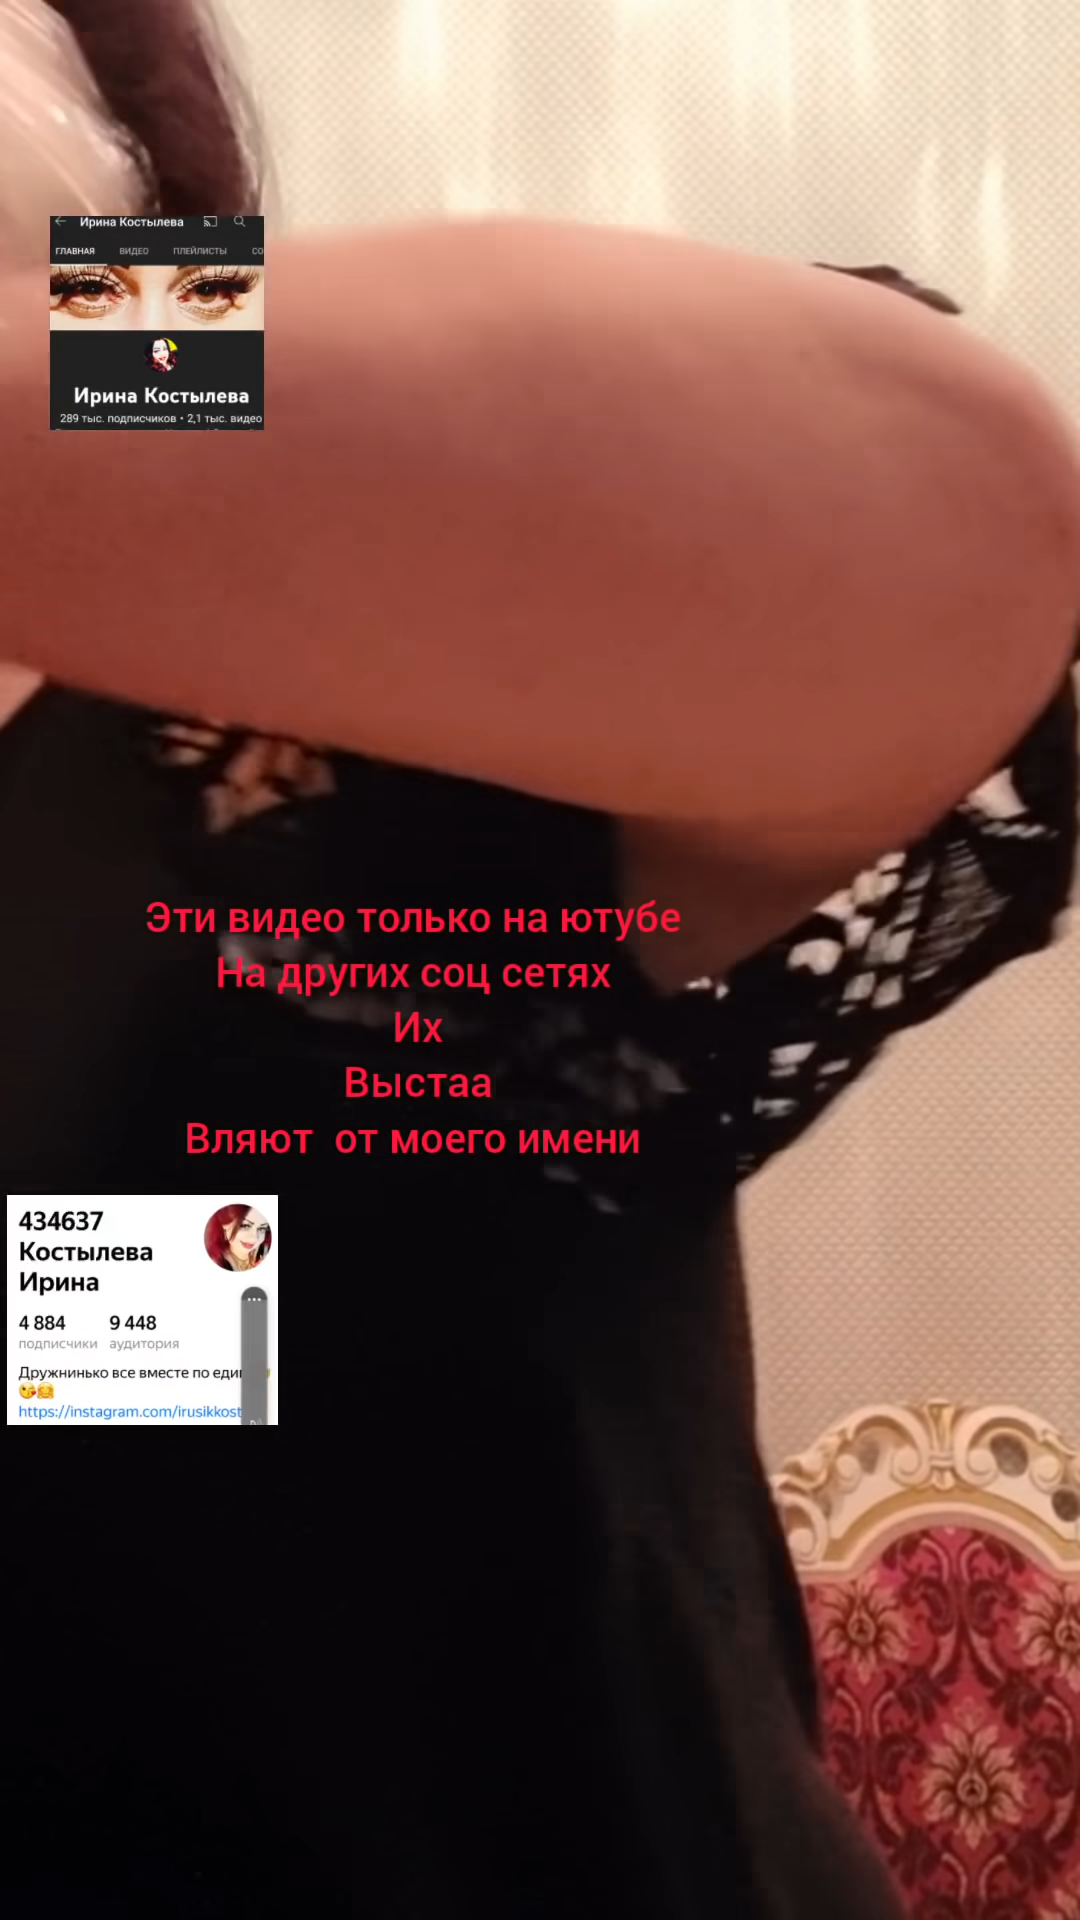 Ирина Костылева
ГЛАВНАЯ ВИДЕО ПЛЕЙЛИСТЫ СО
Ирина Костылева
289 тыс. подписчиков • 2,1 тыс. видео
Эти видео только на ютубе
На других соц сетях
Их
Выстаа
Вляют от моего имени
434637
Костылева
Ирина
4 884 9 448
подписчики аудитория
Дружнинько все вместе по еди
https://instagram.com/irusikkost